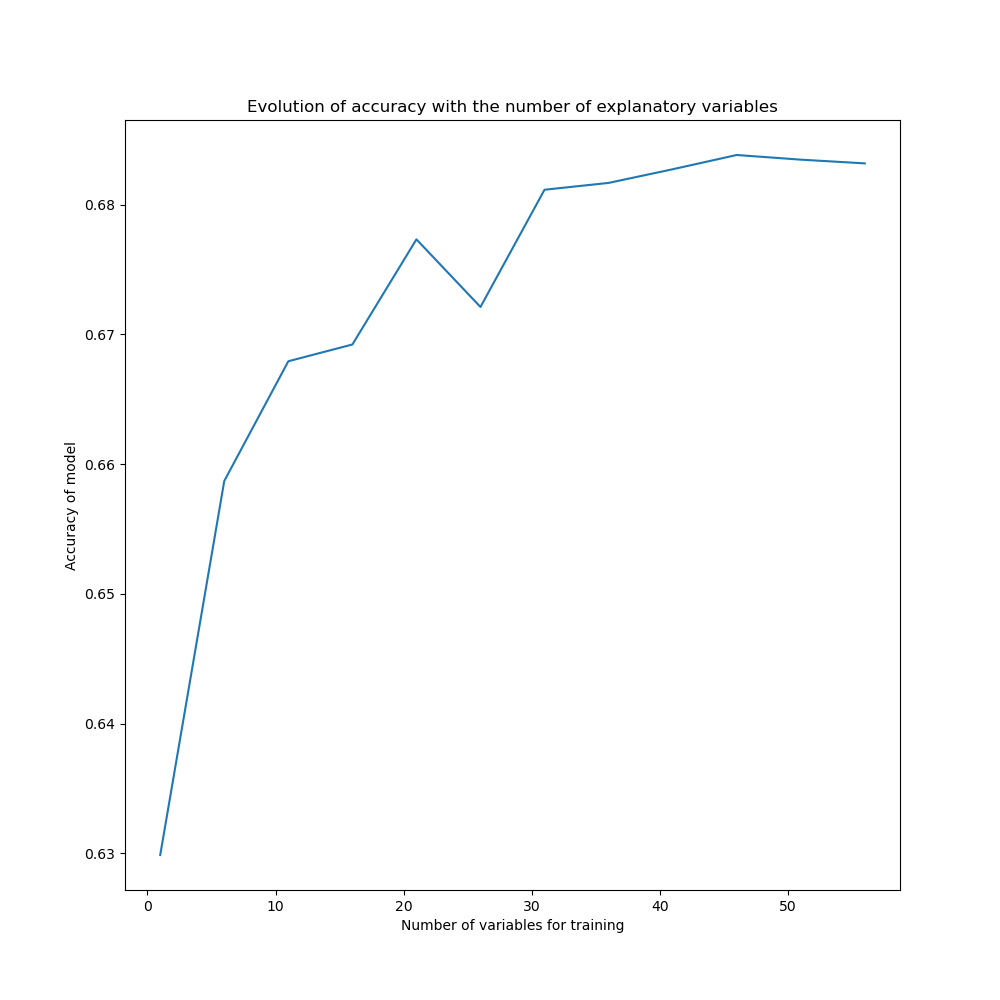 Evolution of accuracy with the number of explanatory variables
0.68
0.67
0.66
0.65
0.64
0.63
Accuracy of model
0 10 20 30 40 50
Number of variables for training